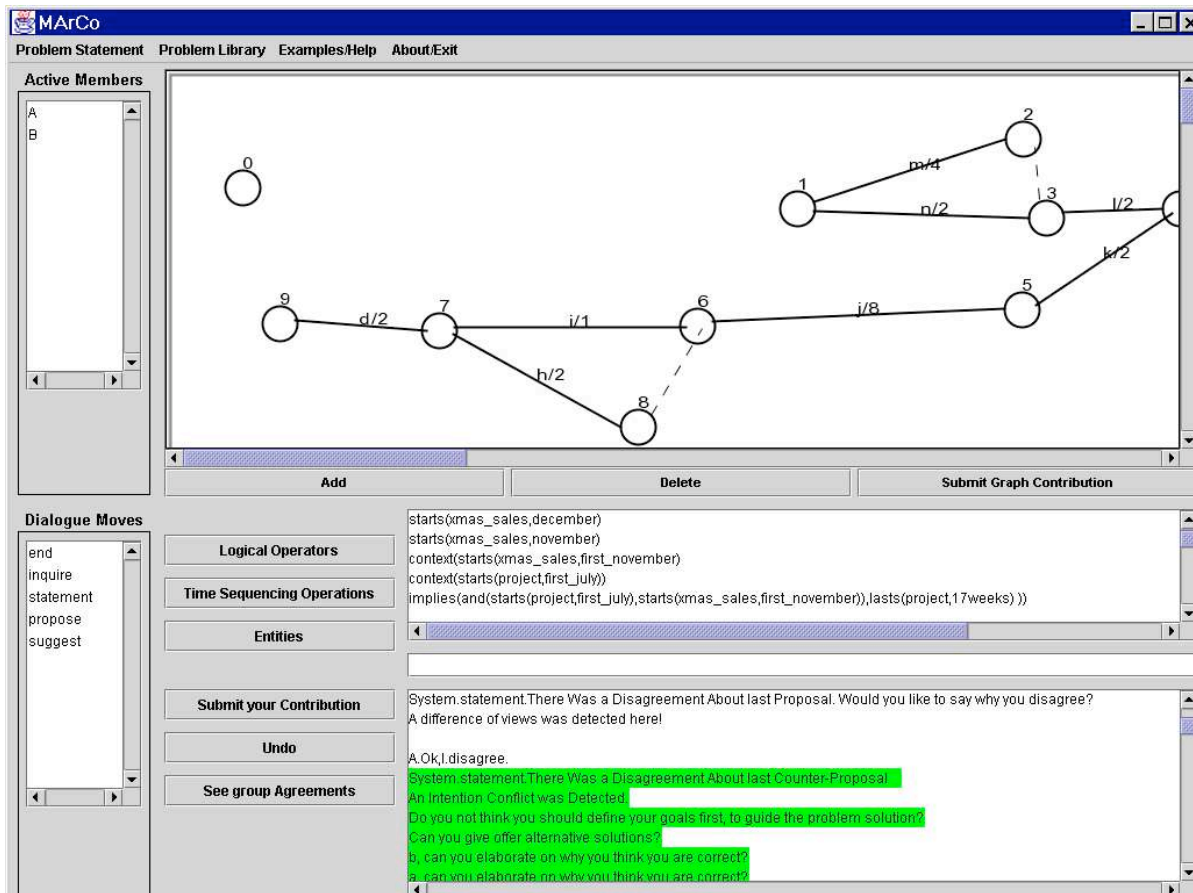 MArCo
Problem Statement Problem Library Examples/Help About/Exit
Active Members
A
B
0
2
1
m/4
3
n/2
l/2
k/2
9
7
6
5
d/2
i/1
j/8
h/2
8
Add Delete Submit Graph Contribution
Dialogue Moves
end
inquire
statement
propose
suggest
Logical Operators
Time Sequencing Operations
Entities
starts(xmas_sales,december)
starts(xmas_sales,november)
context(starts(xmas_sales,first_november)
context(starts(project,first_july))
implies(and(starts(project,first_july),starts(xmas_sales,first_november)),lasts(project,17weeks) ))
Submit your Contribution
Undo
See group Agreements
System.statement.There Was a Disagreement About last Proposal. Would you like to say why you disagree?
A difference of views was detected here!
A.Ok,I.disagree.
System.statement.There Was a Disagreement About last Counter-Proposal
An Intention Conflict was Detected.
Do you not think you should define your goals first, to guide the problem solution?
Can you give offer alternative solutions?
b, can you elaborate on why you think you are correct?
a, can you elaborate on why you think you are correct?